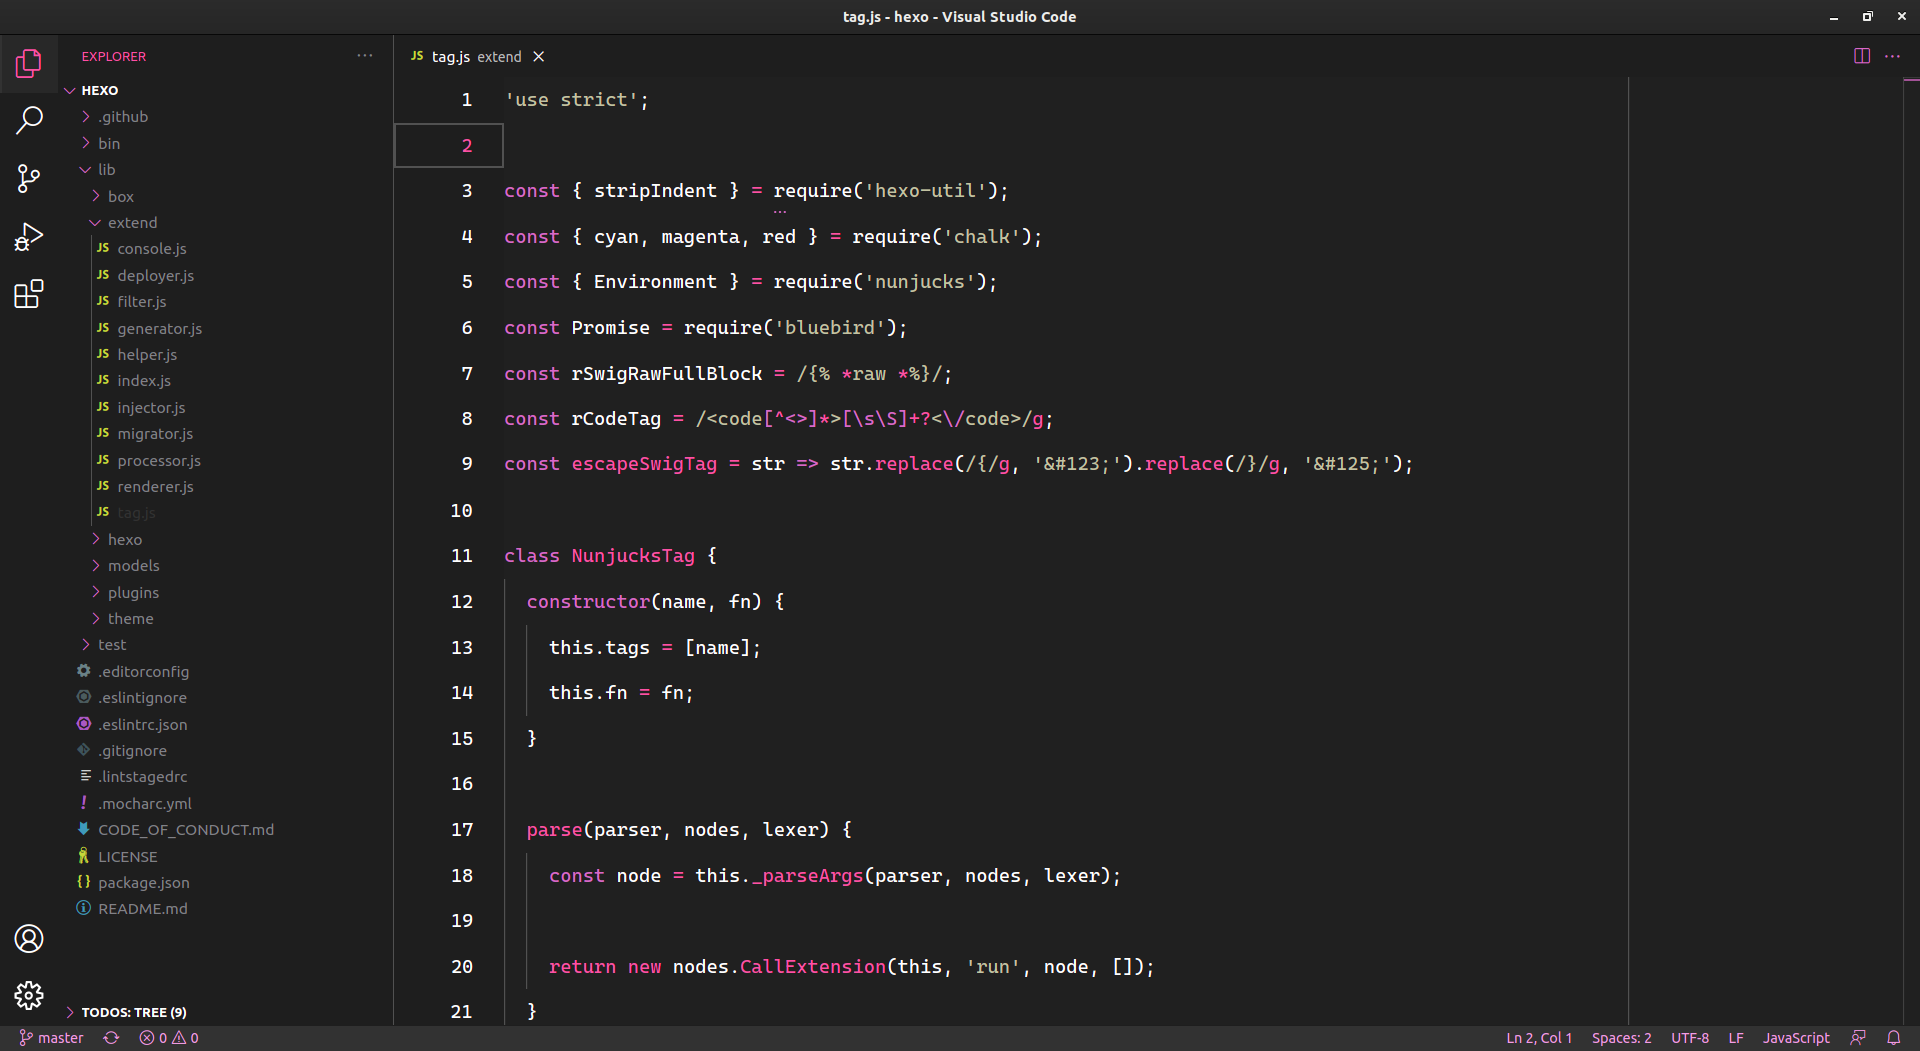 tag.js - hexo - Visual Studio Code
EXPLORER
HEXO
.github
bin
lib
box
extend
JS console.js
JS deployer.js
JS filter.js
JS generator.js
JS helper.js
JS index.js
JS injector.js
JS migrator.js
JS processor.js
JS renderer.js
JS tag.js
hexo
models
plugins
theme
test
.editorconfig
.eslintignore
.eslintrc.json
.gitignore
.lintstagedrc
! .mocharc.yml
CODE_OF_CONDUCT.md
LICENSE
{} package.json
README.md
TODOS: TREE (9)
JS tag.js extend
1 'use strict';
2
3 const { stripIndent } = require('hexo-util');
4 const { cyan, magenta, red } = require('chalk');
5 const { Environment } = require('nunjucks');
6 const Promise = require('bluebird');
7 const rSwigRawFullBlock = /{% *raw *%}/;
8 const rCodeTag = /<code[^<>]*>[\s\S]+?<\/code>/g;
9 const escapeSwigTag = str => str.replace(/{/g, '&#123;').replace(/}/g, '&#125;');
10
11 class NunjucksTag {
12 constructor(name, fn) {
13 this.tags = [name];
14 this.fn = fn;
15 }
16
17 parse(parser, nodes, lexer) {
18 const node = this._parseArgs(parser, nodes, lexer);
19
20 return new nodes.CallExtension(this, 'run', node, []);
21 }
master 0 0 Ln 2, Col 1 Spaces: 2 UTF-8 LF JavaScript